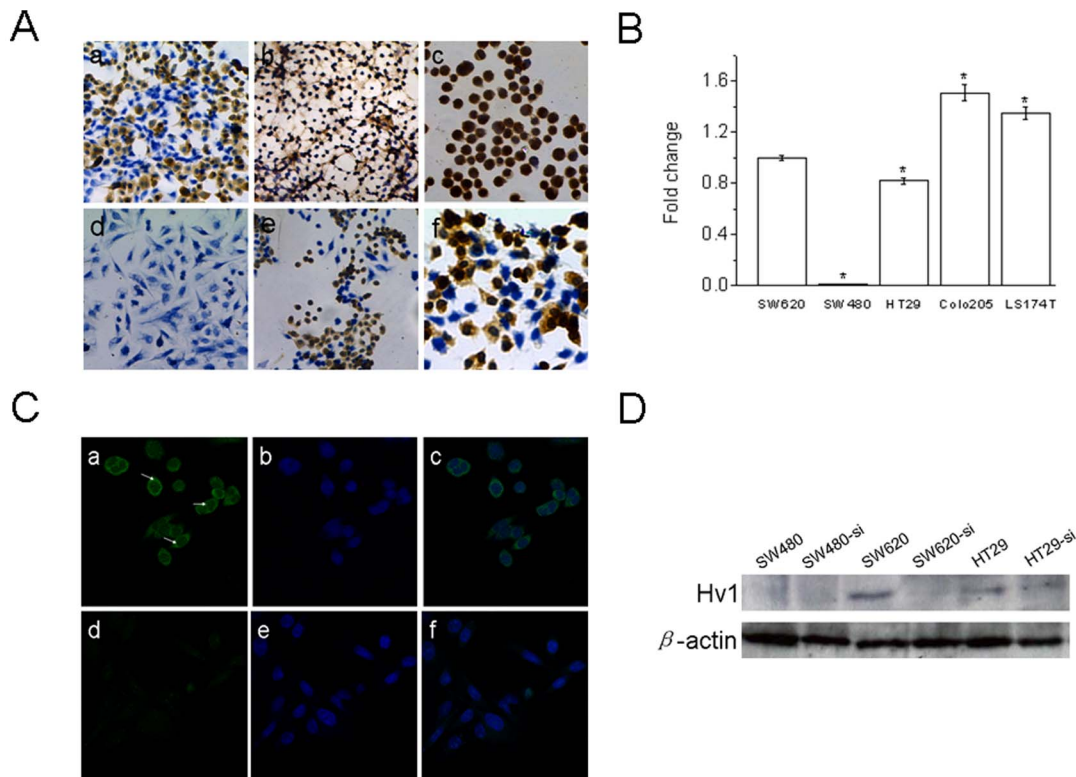 A
a
b
c
d
e
f
B
Fold change
1.6
1.2
0.8
0.4
0.0
*
*
*
*
SW620
SW480
HT29
Colo205
LS174T
C
a
b
c
d
e
f
D
SW480
SW480-si
SW620
SW620-si
HT29
HT29-si
Hv1
β-actin